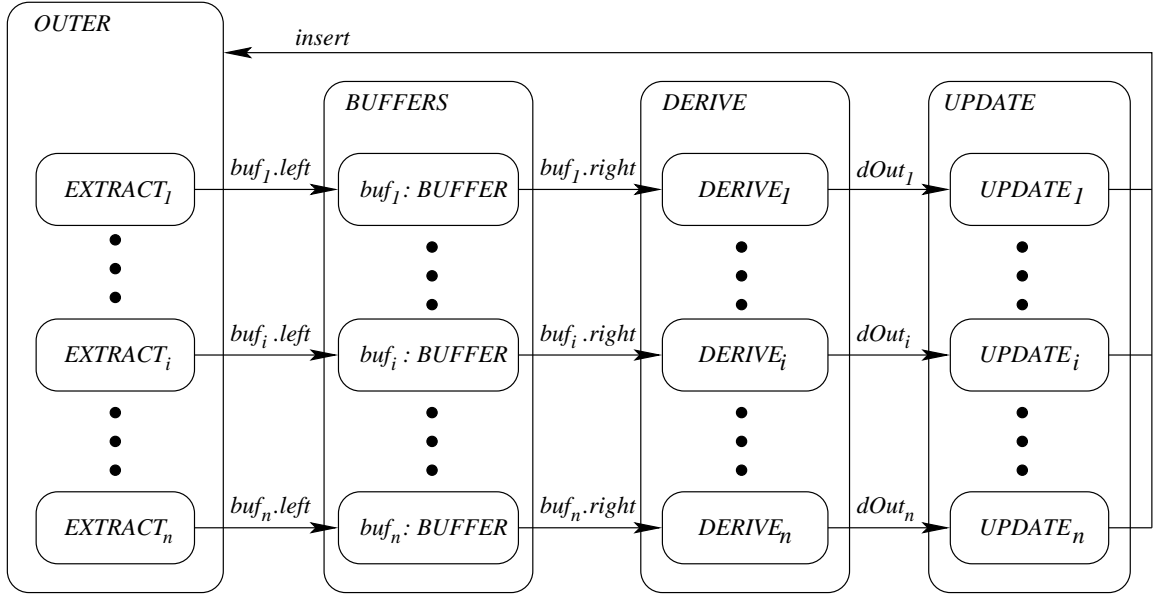 OUTER
insert
BUFFERS DERIVE UPDATE
EXTRACT1 buf1.left buf1: BUFFER buf1.right DERIVE1 dOut1 UPDATE1
EXTRACTi bufi.left bufi: BUFFER bufi.right DERIVEi dOuti UPDATEi
EXTRACTn bufn.left bufn: BUFFER bufn.right DERIVEn dOutn UPDATEn